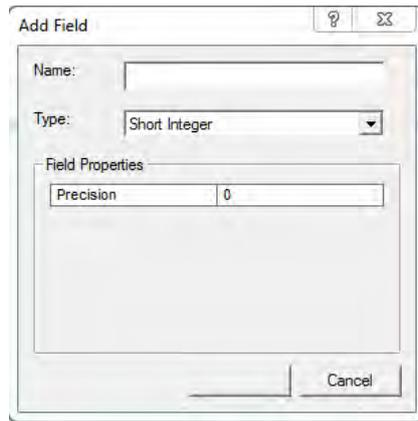 Add Field
?
Name:
Type:
Short Integer
Field Properties
Precision 0
Cancel